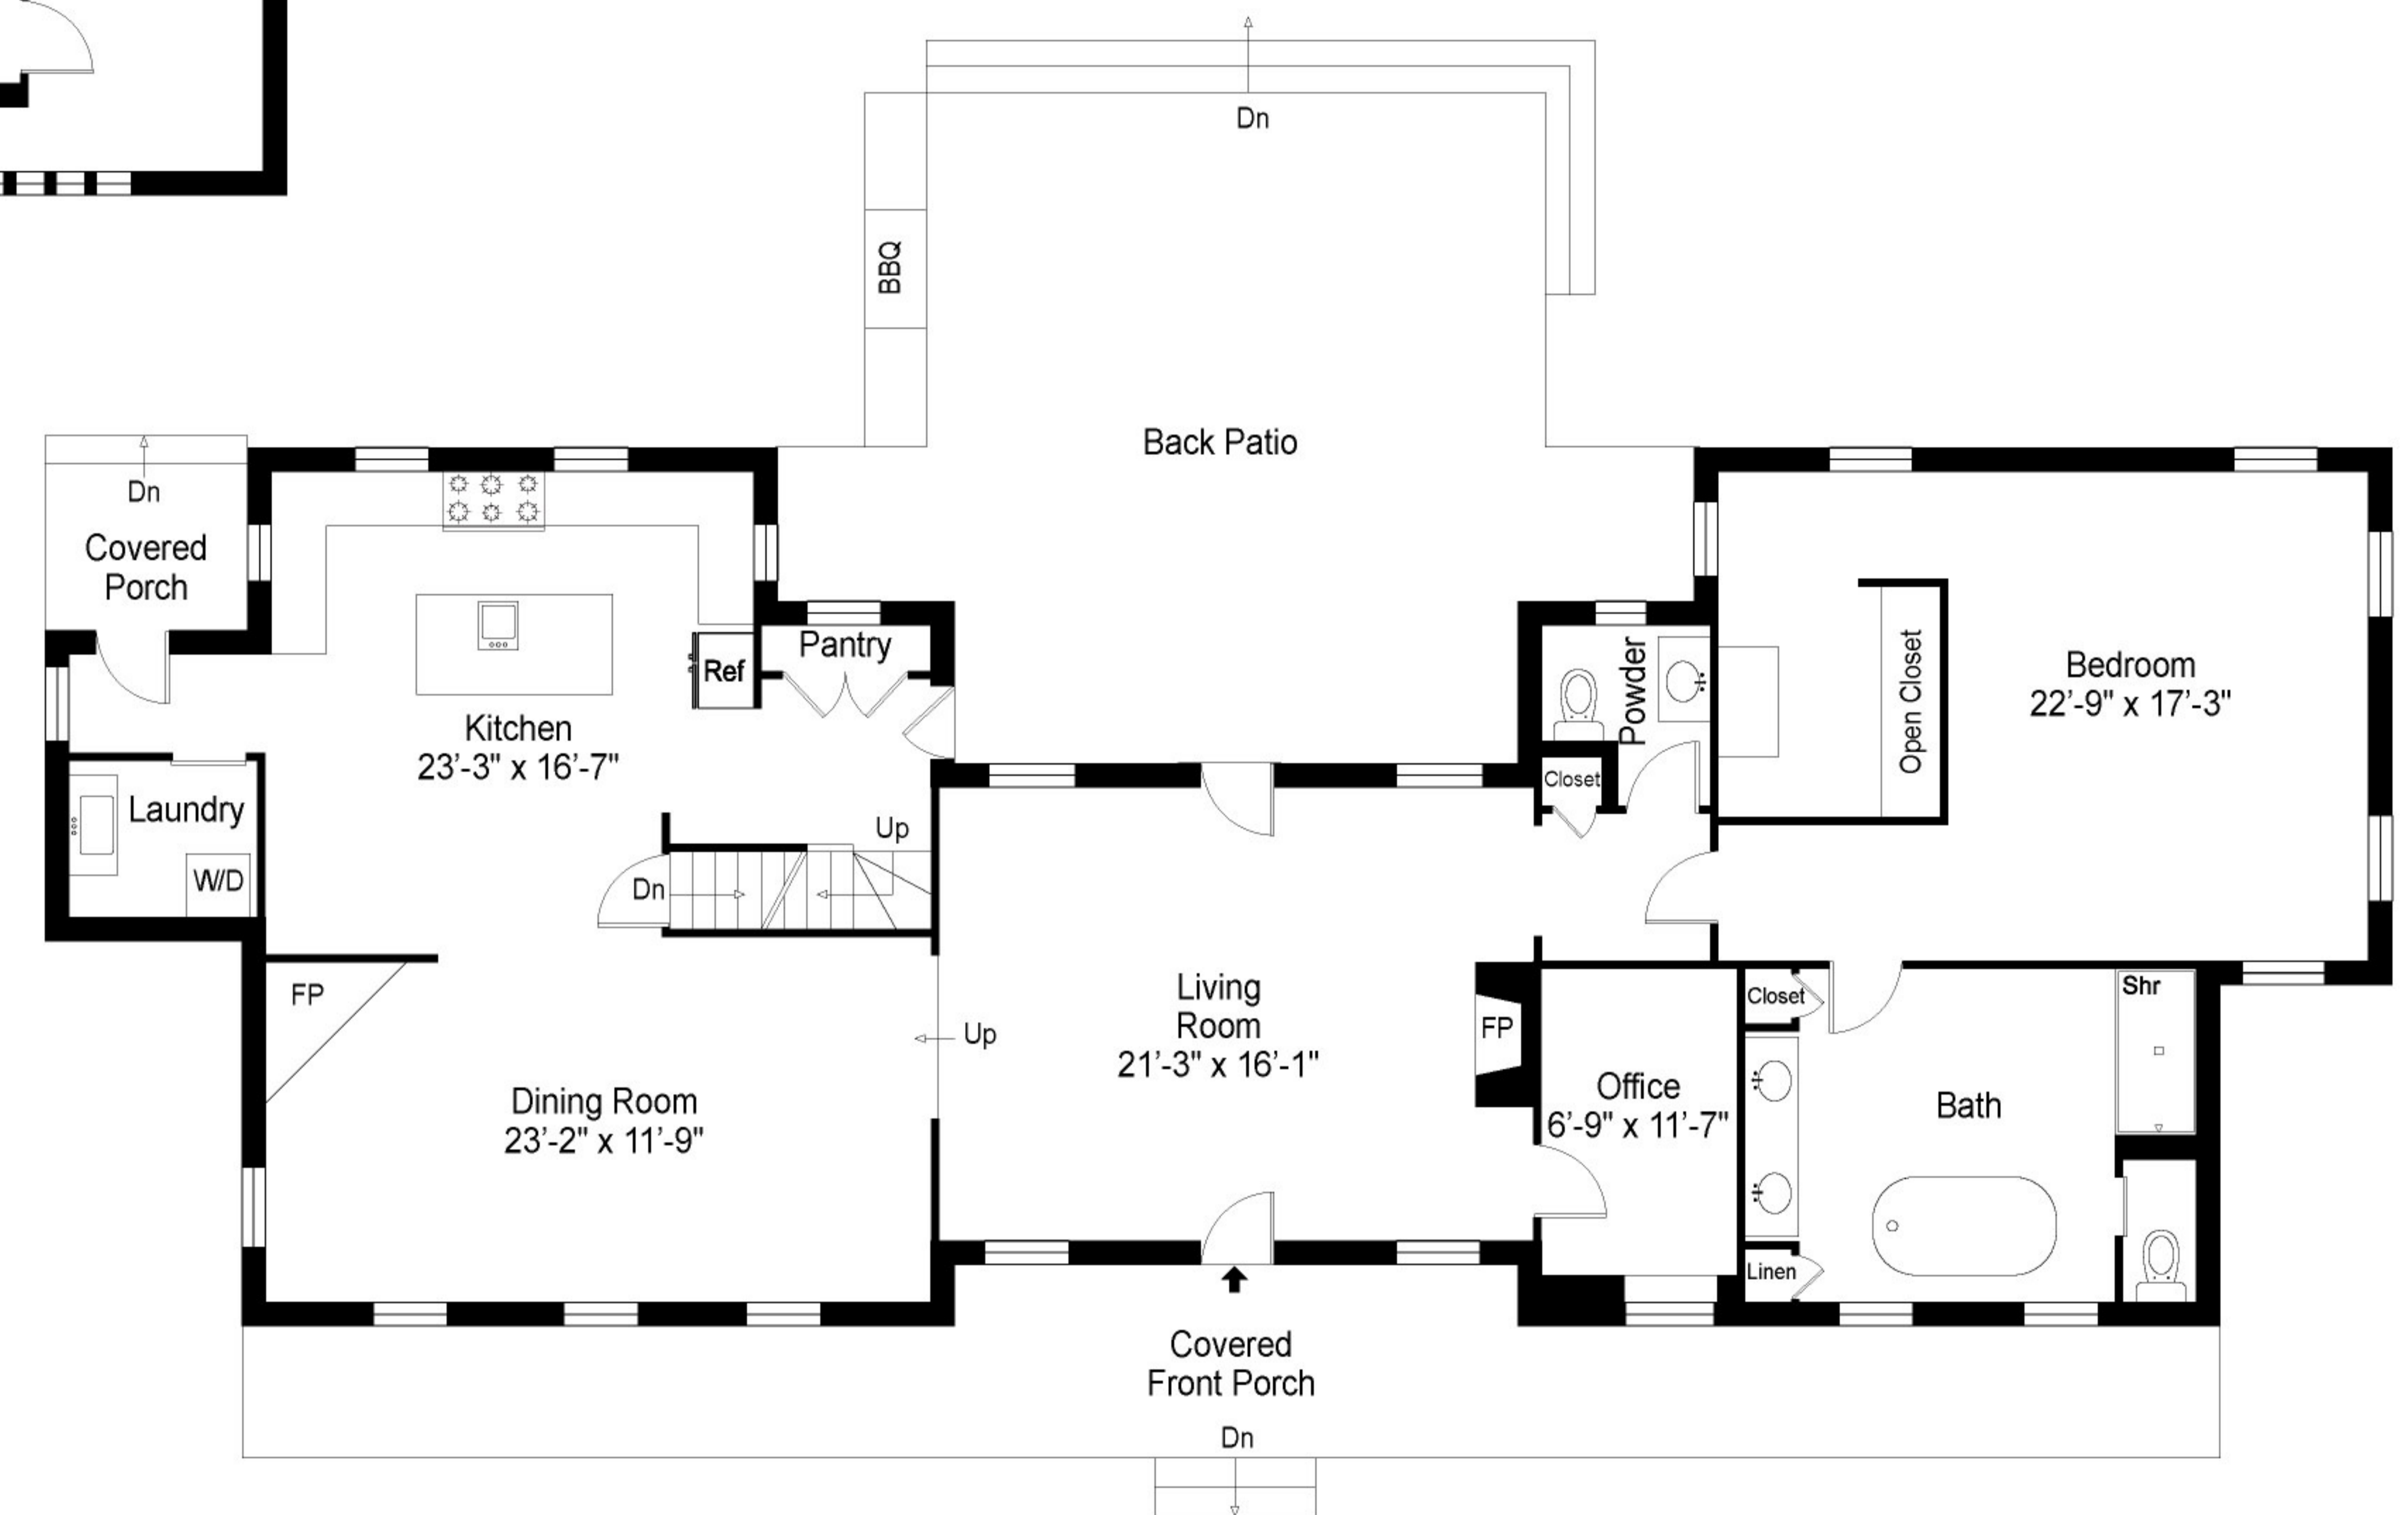 Dn
BBQ
Back Patio
Dn
Covered
Porch
Pantry
Ref
Kitchen
23'-3" x 16'-7"
Powder
Open Closet
Bedroom
22'-9" x 17'-3"
Closet
Laundry
W/D
Up
Dn
FP
Up
Living
Room
21'-3" x 16'-1"
FP
Closet
Shr
Office
6'-9" x 11'-7"
Bath
Dining Room
23'-2" x 11'-9"
Linen
Covered
Front Porch
Dn